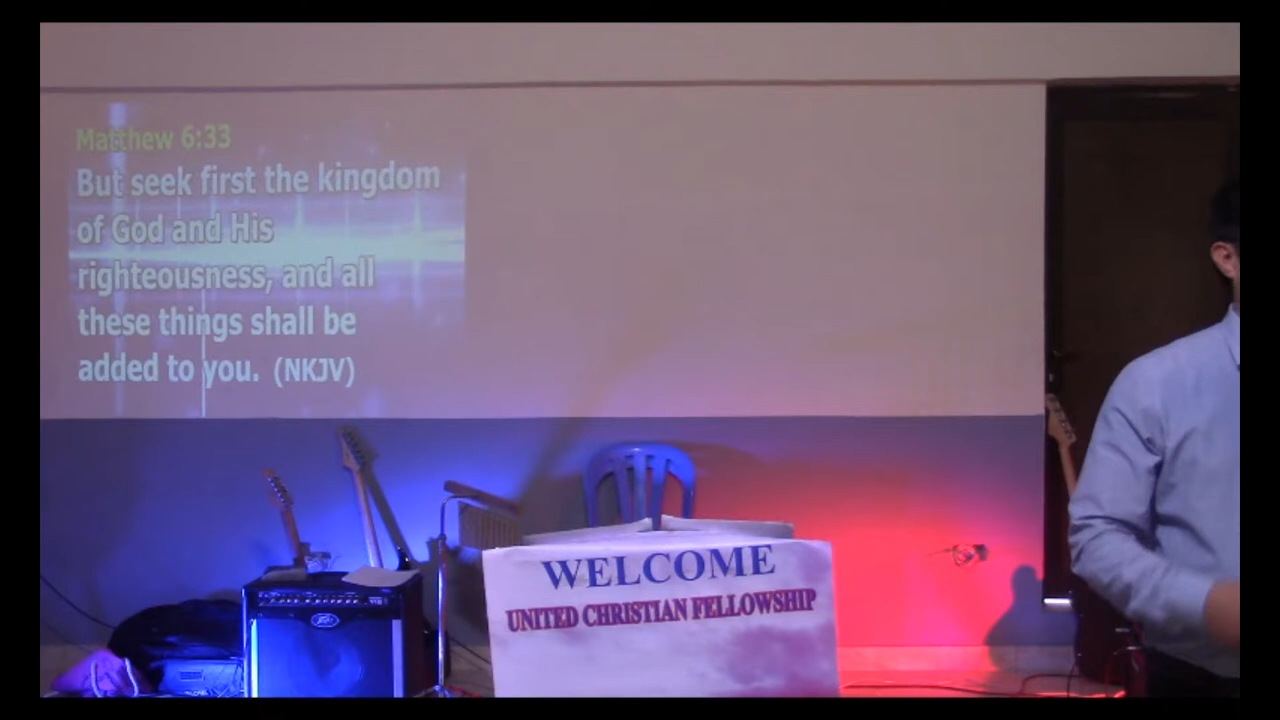 Matthew 6:33
But seek first the kingdom
of God and His
righteousness, and all
these things shall be
added to you. (NKJV)
WELCOME
UNITED CHRISTIAN FELLOWSHIP